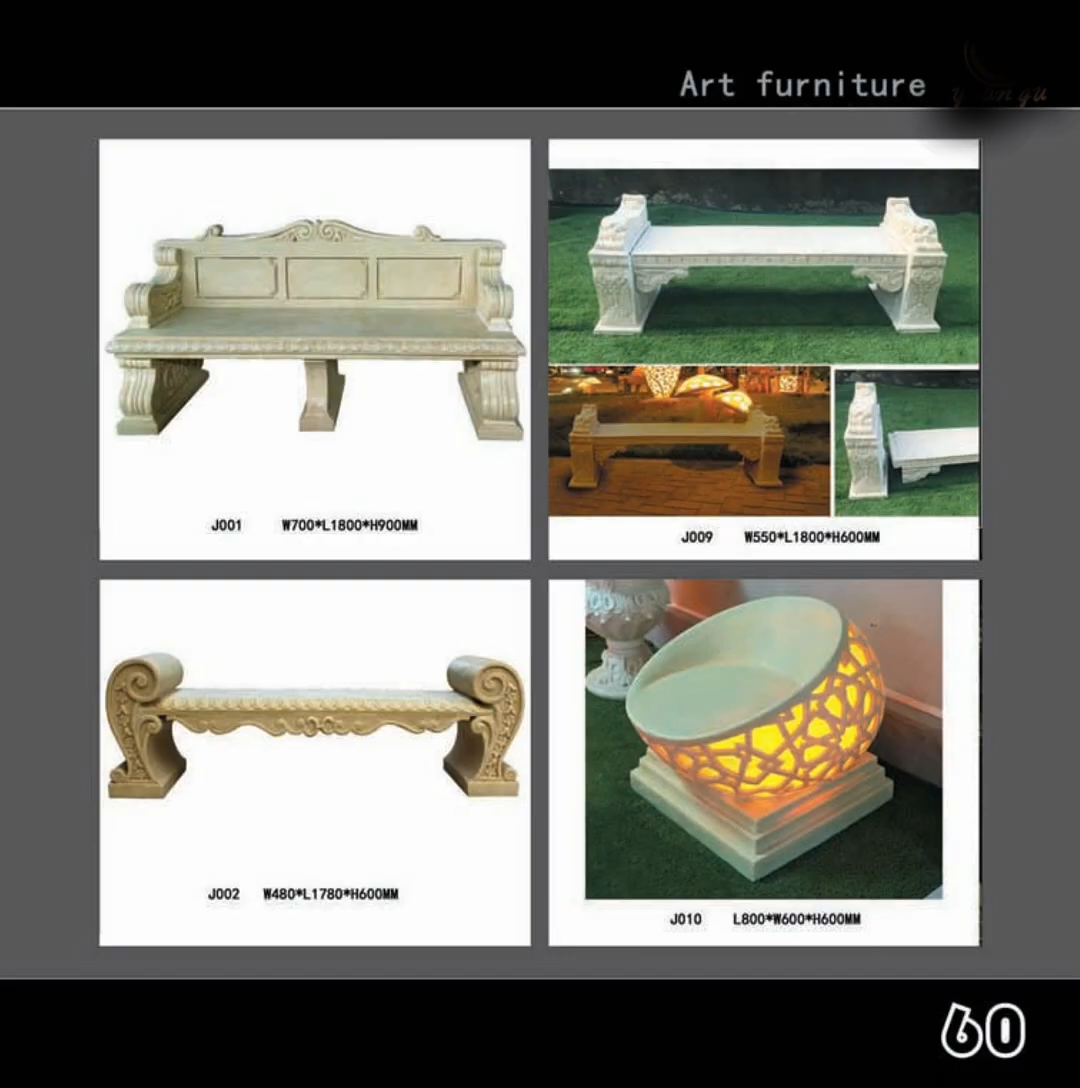 Art furniture
J001 W700*L1800*H900MM
J009 W550*L1800*H600MM
J002 W480*L1780*H600MM
J010 L800*W600*H600MM
60